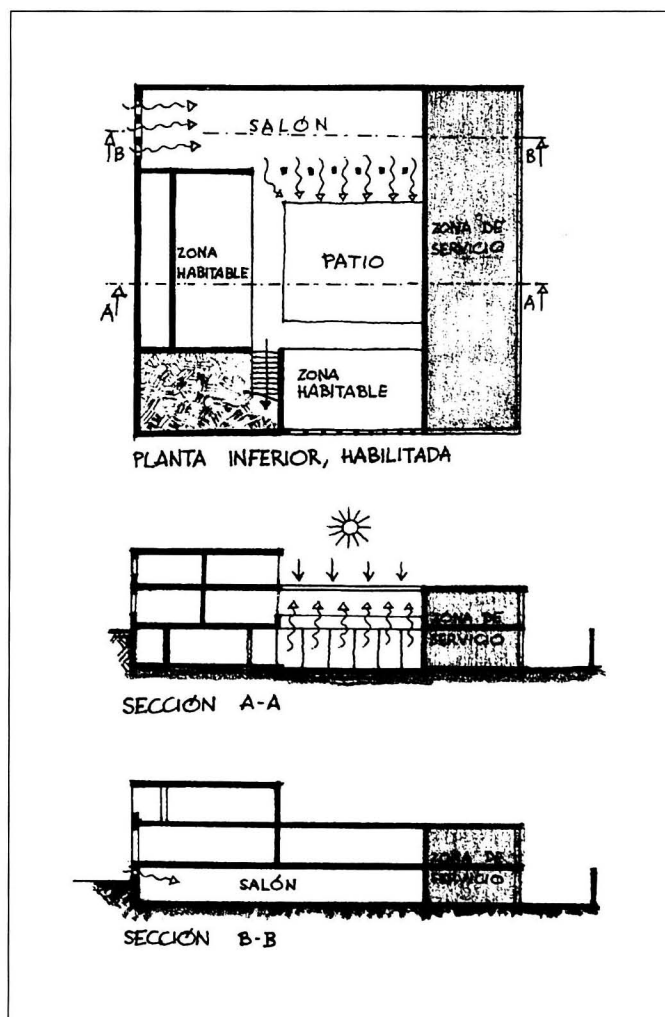 SALÓN
B
B
ZONA
HABITABLE
PATIO
ZONA DE
SERVICIO
A
A
ZONA
HABITABLE
PLANTA INFERIOR, HABILITADA
ZONA DE
SERVICIO
SECCIÓN A-A
ZONA DE
SERVICIO
SALÓN
SECCIÓN B-B